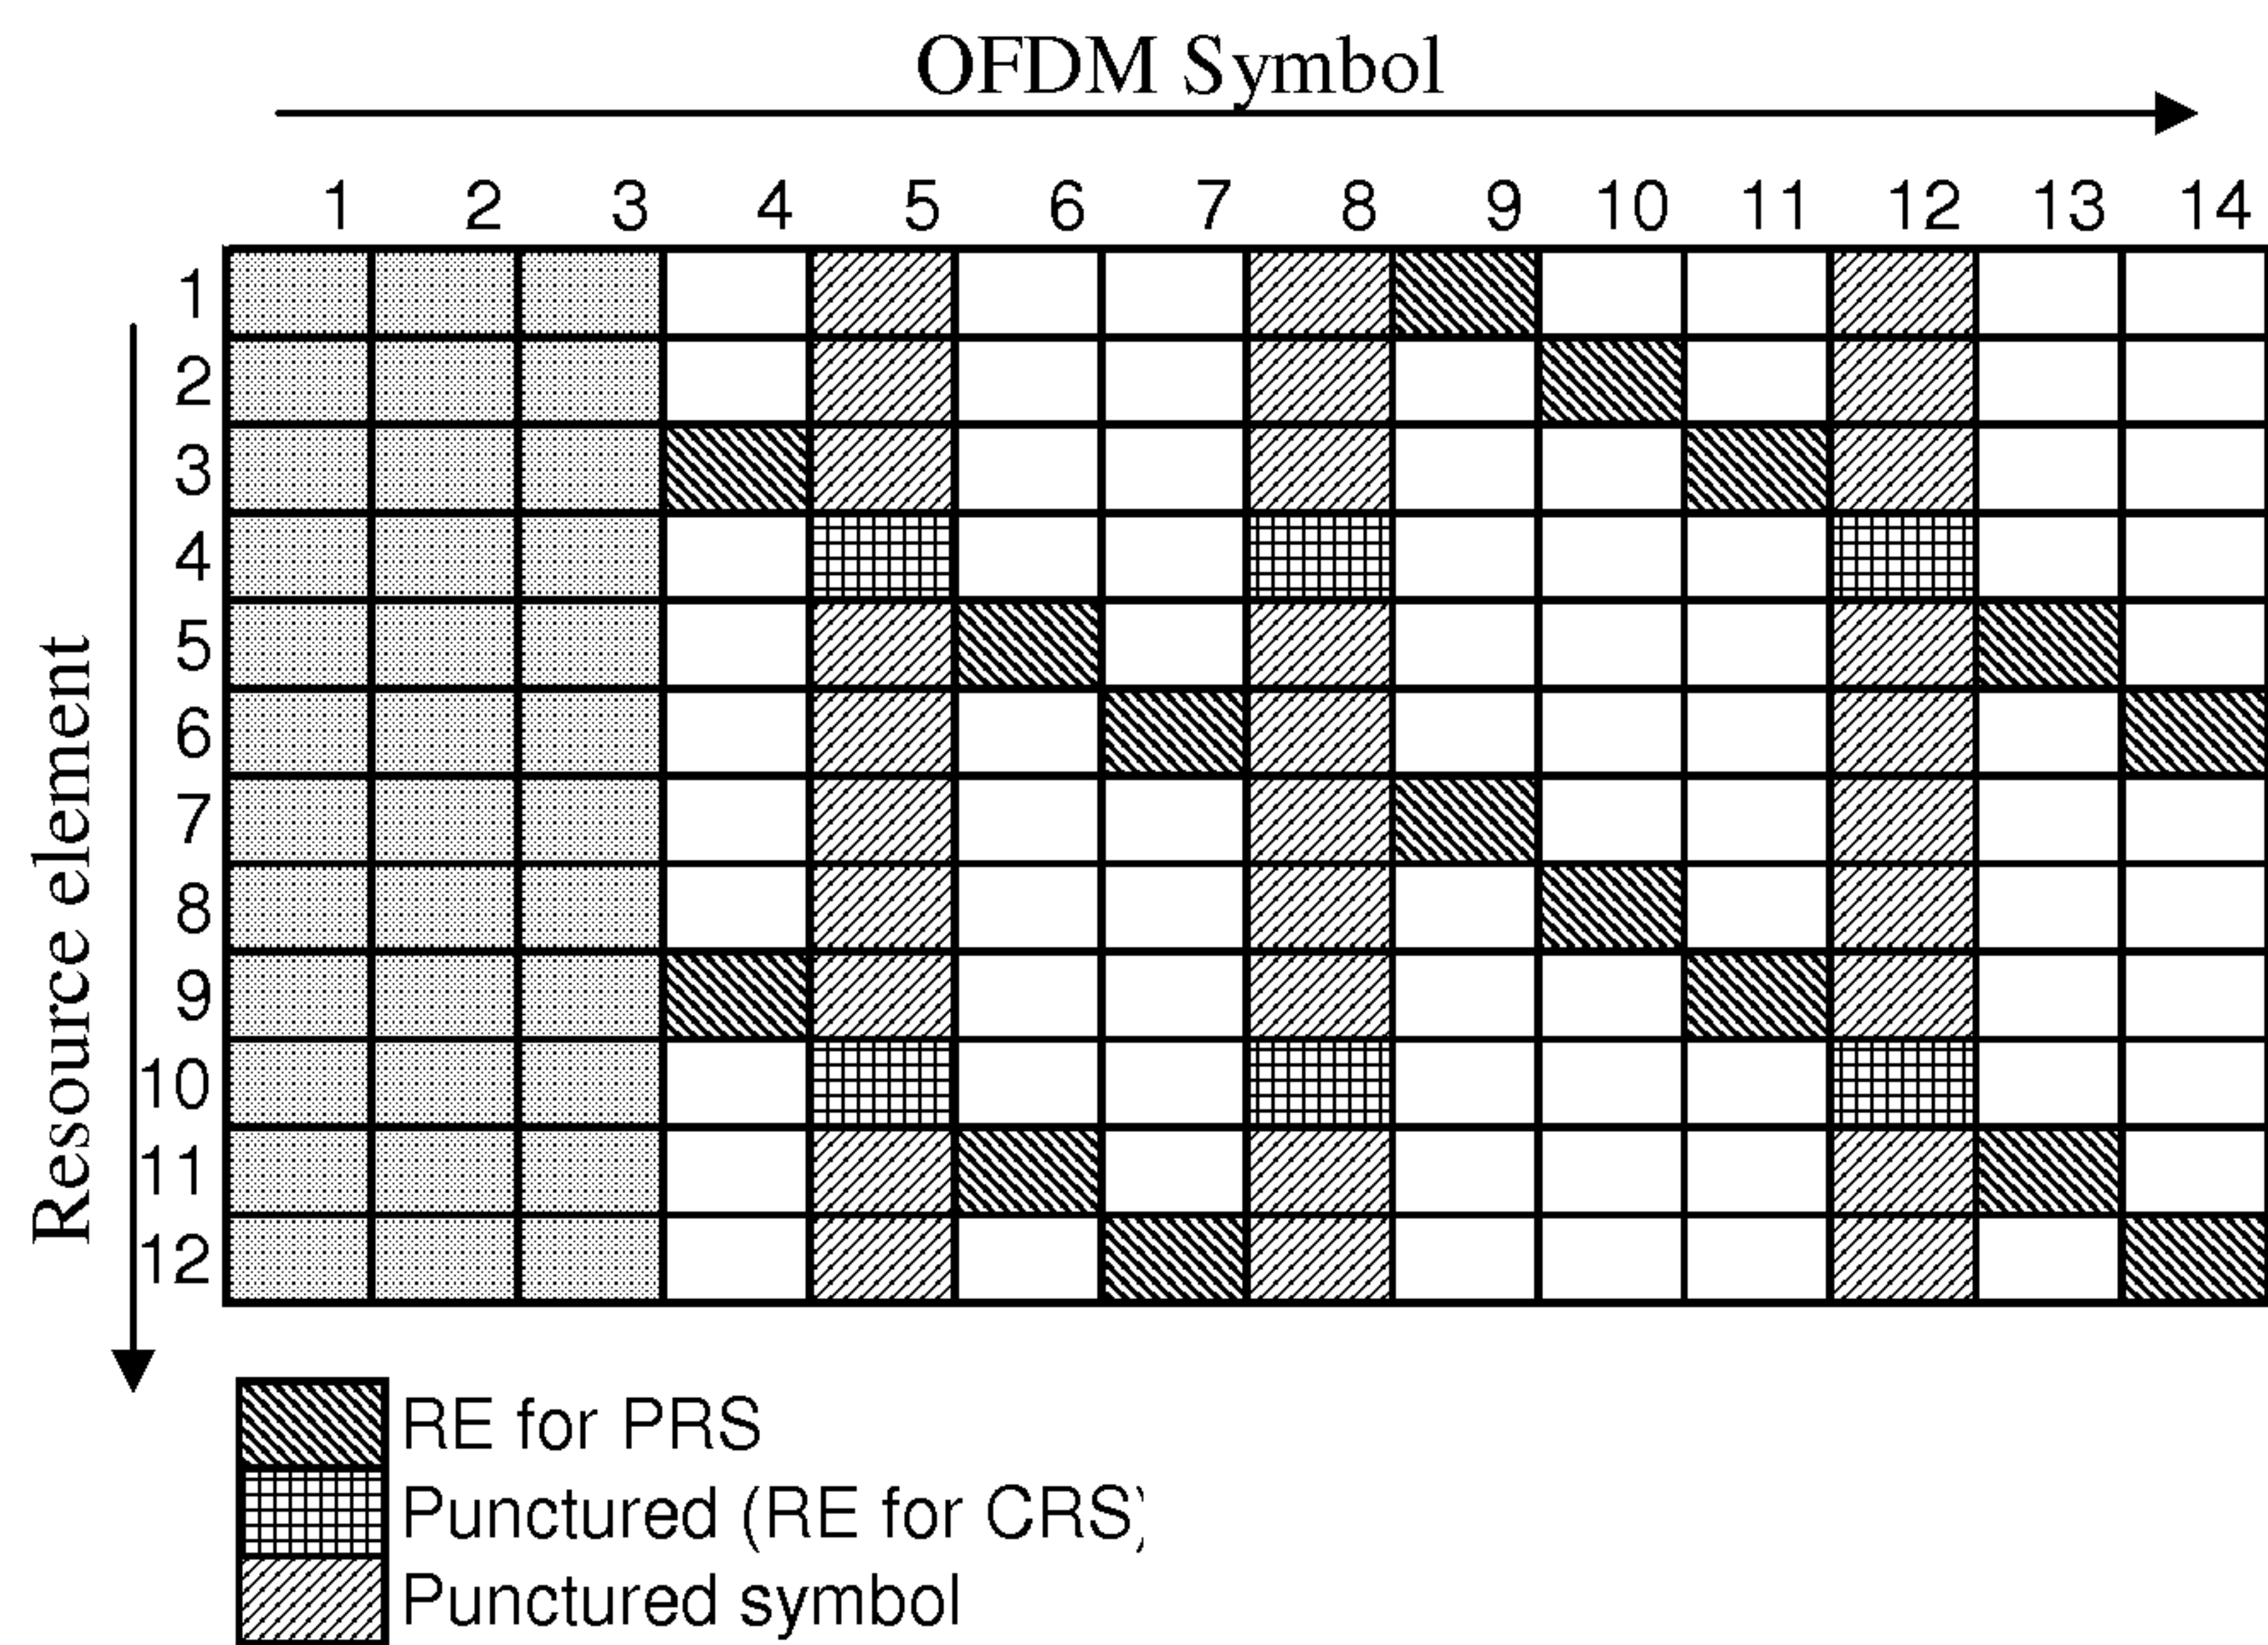 OFDM Symbol
1 2 3 4 5 6 7 8 9 10 11 12 13 14
Resource element
1
2
3
4
5
6
7
8
9
10
11
12
RE for PRS
Punctured (RE for CRS)
Punctured symbol